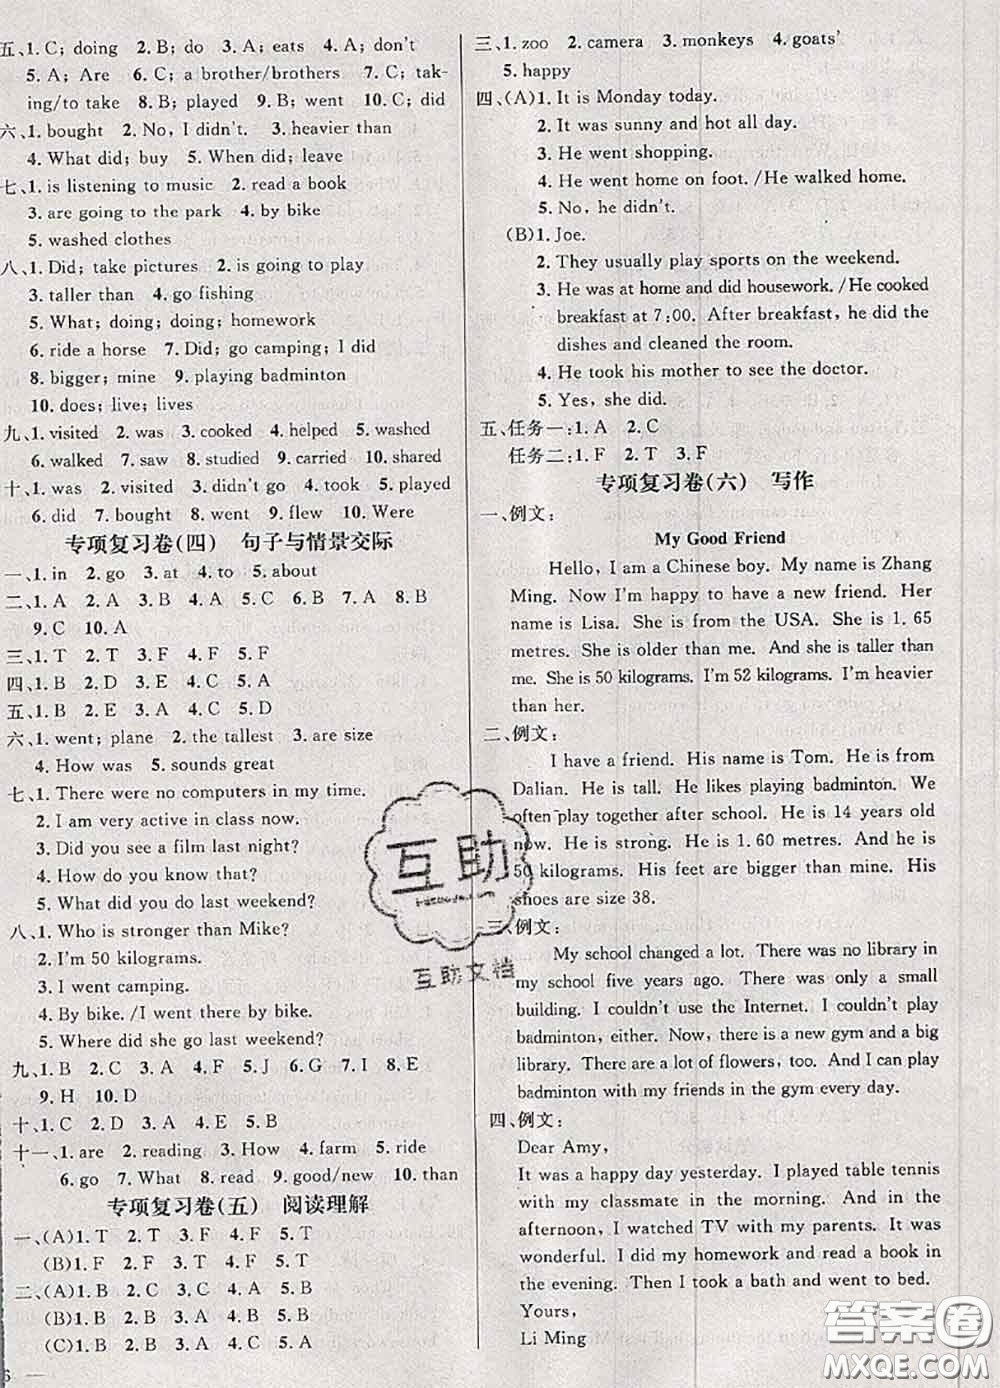 五、1. C; doing 2. B; do 3. A; eats 4. A; don't
5. A; Are 6. C; a brother/brothers 7. C; tak-
ing/to take 8. B; played 9. B; went 10. C; did
六、1. bought 2. No, I didn't. 3. heavier than
4. What did; buy 5. When did; leave
七、1. is listening to music 2. read a book
3. are going to the park 4. by bike
5. washed clothes
八、1. Did; take pictures 2. is going to play
3. taller than 4. go fishing
5. What; doing; doing; homework
6. ride a horse 7. Did; go camping; I did
8. bigger; mine 9. playing badminton
10. does; live; lives
九、1. visited 2. was 3. cooked 4. helped 5. washed
6. walked 7. saw 8. studied 9. carried 10. shared
十、1. was 2. visited 3. didn't go 4. took 5. played
6. did 7. bought 8. went 9. flew 10. Were
专项复习卷(四) 句子与情景交际
一、1. in 2. go 3. at 4. to 5. about
二、1. A 2. A 3. B 4. A 5. C 6. B 7. A 8. B
9. C 10. A
三、1. T 2. T 3. F 4. F 5. F
四、1. B 2. D 3. E 4. C 5. A
五、1. B 2. E 3. A 4. C 5. D
六、1. went; plane 2. the tallest 3. are size
4. How was 5. sounds great
七、1. There were no computers in my time.
2. I am very active in class now.
3. Did you see a film last night?
4. How do you know that?
5. What did you do last weekend?
八、1. Who is stronger than Mike?
2. I'm 50 kilograms.
3. I went camping.
4. By bike. /I went there by bike.
5. Where did she go last weekend?
九、1. B 2. C 3. A 4. F 5. J 6. G 7. I 8. E
9. H 10. D
十、1. C 2. B 3. A 4. E 5. D
十一、1. are 2. reading 3. How 4. farm 5. ride
6. go 7. What 8. read 9. good/new 10. than
专项复习卷(五) 阅读理解
一、(A)1. T 2. T 3. F 4. F 5. T
(B)1. F 2. F 3. T 4. F 5. T
二、(A)1. B 2. C 3. B 4. A 5. C
(B)1. B 2. C 3. A 4. B 5. A
(C)1. B 2. B 3. A 4. B 5. A
6
三、1. zoo 2. camera 3. monkeys 4. goats'
5. happy
四、(A)1. It is Monday today.
2. It was sunny and hot all day.
3. He went shopping.
4. He went home on foot. /He walked home.
5. No, he didn't.
(B)1. Joe.
2. They usually play sports on the weekend.
3. He was at home and did housework. /He cooked
breakfast at 7:00. After breakfast, he did the
dishes and cleaned the room.
4. He took his mother to see the doctor.
5. Yes, she did.
五、任务一:1. A 2. C
任务二:1. F 2. T 3. F
专项复习卷(六) 写作
一、例文:
My Good Friend
Hello, I am a Chinese boy. My name is Zhang
Ming. Now I'm happy to have a new friend. Her
name is Lisa. She is from the USA. She is 1. 65
metres. She is older than me. And she is taller than
me. She is 50 kilograms. I'm 52 kilograms. I'm heavier
than her.
二、例文:
I have a friend. His name is Tom. He is from
Dalian. He is tall. He likes playing badminton. We
often play together after school. He is 14 years old
now. He is strong. He is 1. 60 metres. And he is
50 kilograms. His feet are bigger than mine. His
shoes are size 38.
三、例文:
My school changed a lot. There was no library in
my school five years ago. There was only a small
building. I couldn't use the Internet. I couldn't play
badminton, either. Now, there is a new gym and a big
library. There are a lot of flowers, too. And I can play
badminton with my friends in the gym every day.
四、例文:
Dear Amy,
It was a happy day yesterday. I played table tennis
with my classmate in the morning. And in the
afternoon, I watched TV with my parents. It was
wonderful. I did my homework and read a book in
the evening. Then I took a bath and went to bed.
Yours,
Li Ming
互助
互助文档
答案圈
MXQE.COM